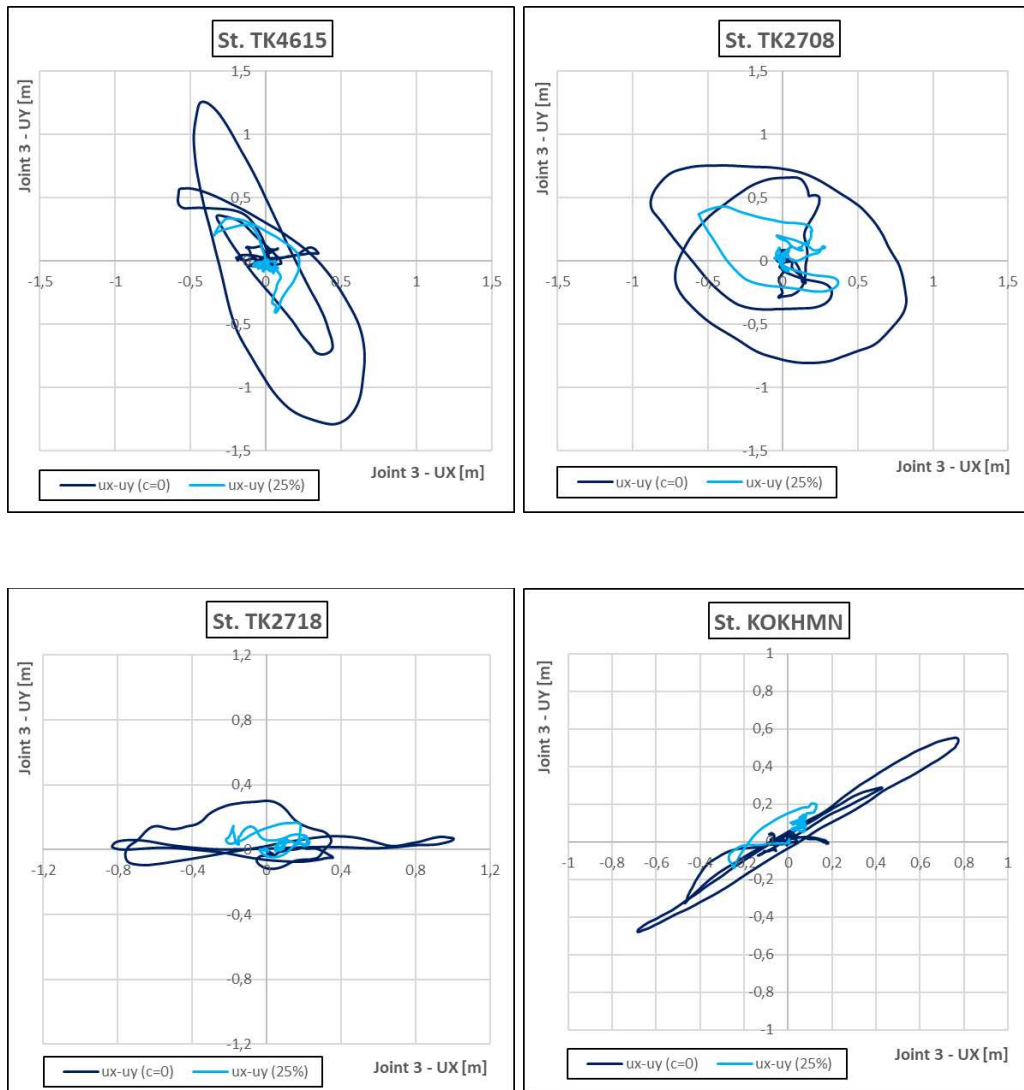 St. TK4615
Joint 3 - UY [m]
1,5
1
0,5
0
-0,5
-1
-1,5
-1,5 -1 -0,5 0 0,5 1 1,5
Joint 3 - UX [m]
ux-uy (c=0) ux-uy (25%)
St. TK2708
Joint 3 - UY [m]
1,5
1
0,5
0
-0,5
-1
-1,5
-1,5 -1 -0,5 0 0,5 1 1,5
Joint 3 - UX [m]
ux-uy (c=0) ux-uy (25%)
St. TK2718
Joint 3 - UY [m]
1,2
0,8
0,4
0
-0,4
-0,8
-1,2
-1,2 -0,8 -0,4 0 0,4 0,8 1,2
Joint 3 - UX [m]
ux-uy (c=0) ux-uy (25%)
St. KOKHMN
Joint 3 - UY [m]
1
0,8
0,6
0,4
0,2
0
-0,2
-0,4
-0,6
-0,8
-1
-1 -0,8 -0,6 -0,4 -0,2 0 0,2 0,4 0,6 0,8 1
Joint 3 - UX [m]
ux-uy (c=0) ux-uy (25%)